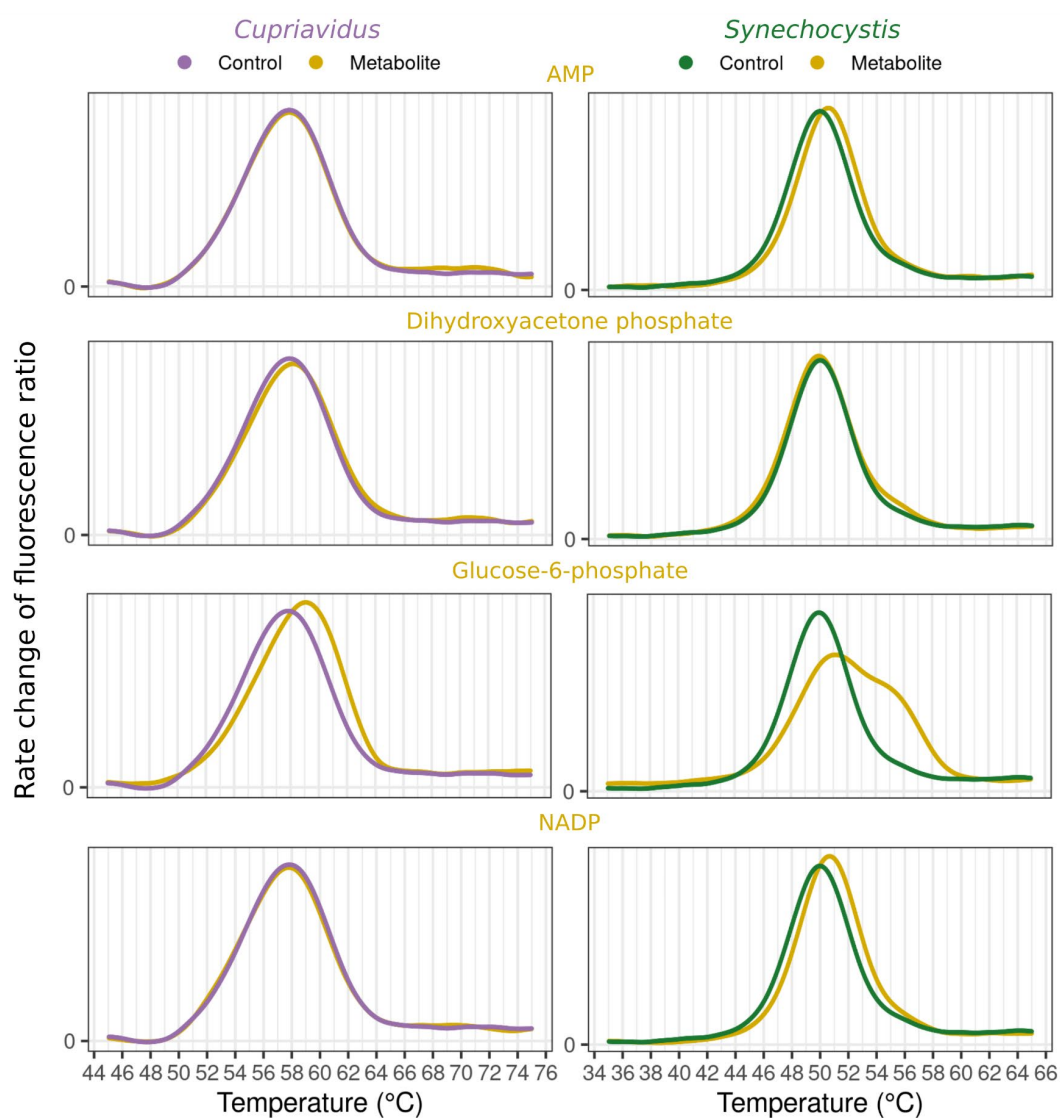 Cupriavidus
Synechocystis
Control Metabolite
Control Metabolite
AMP
0
0
Dihydroxyacetone phosphate
0
0
Glucose-6-phosphate
0
0
NADP
0
0
Rate change of fluorescence ratio
44 46 48 50 52 54 56 58 60 62 64 66 68 70 72 74 76
34 36 38 40 42 44 46 48 50 52 54 56 58 60 62 64 66
Temperature (°C)
Temperature (°C)